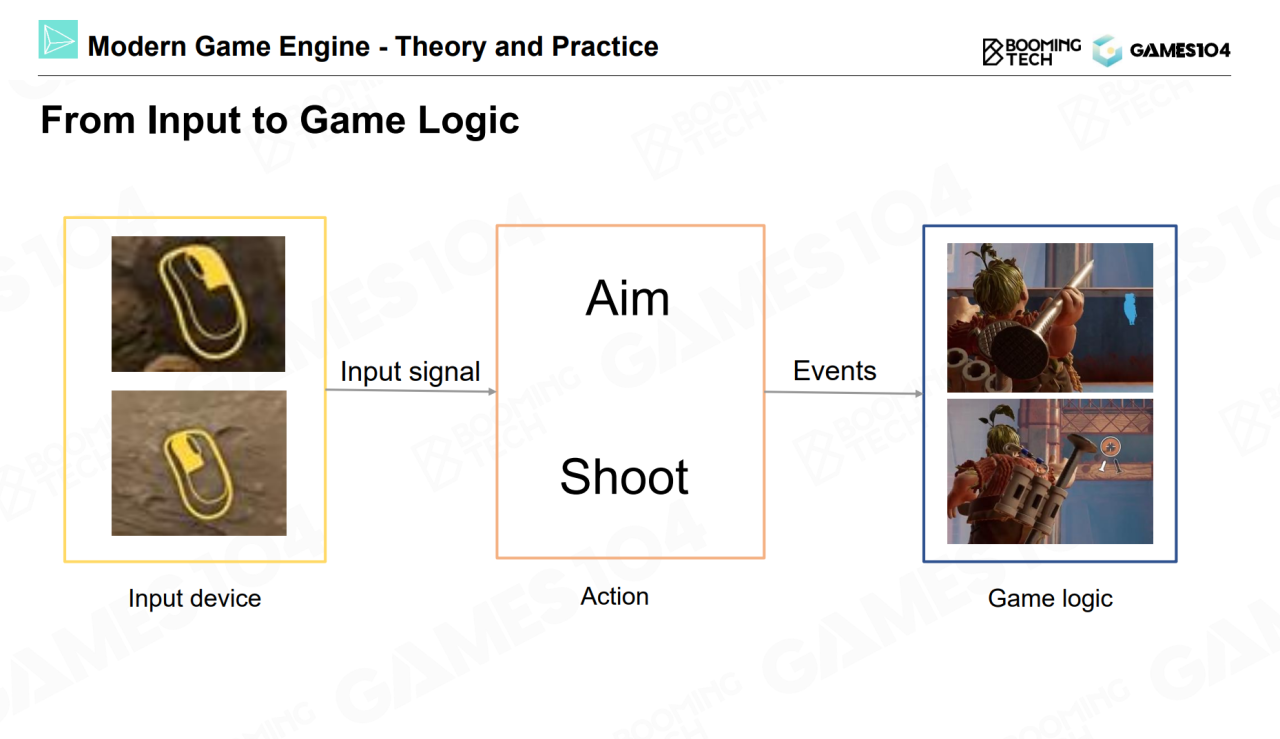 Modern Game Engine - Theory and Practice
BOOMING
TECH
GAMES104
From Input to Game Logic
Aim
Input signal
Events
Shoot
Input device
Action
Game logic